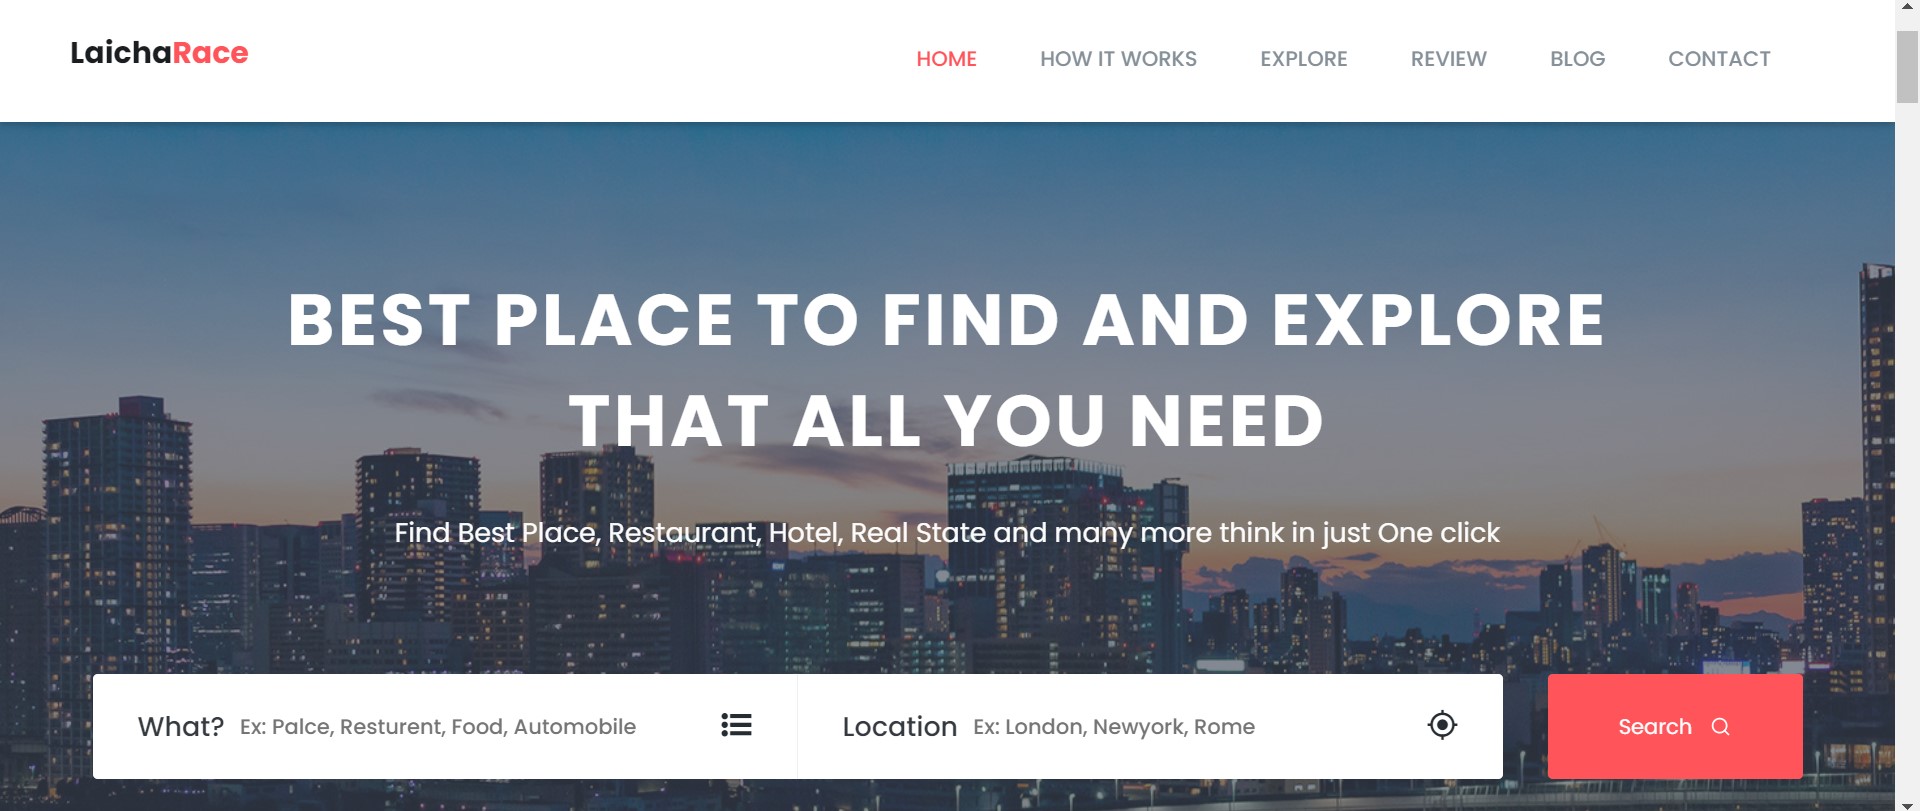 LaichaRace
HOME HOW IT WORKS EXPLORE REVIEW BLOG CONTACT
BEST PLACE TO FIND AND EXPLORE
THAT ALL YOU NEED
Find Best Place, Restaurant, Hotel, Real State and many more think in just One click
What? Ex: Palce, Resturent, Food, Automobile
Location Ex: London, Newyork, Rome
Search